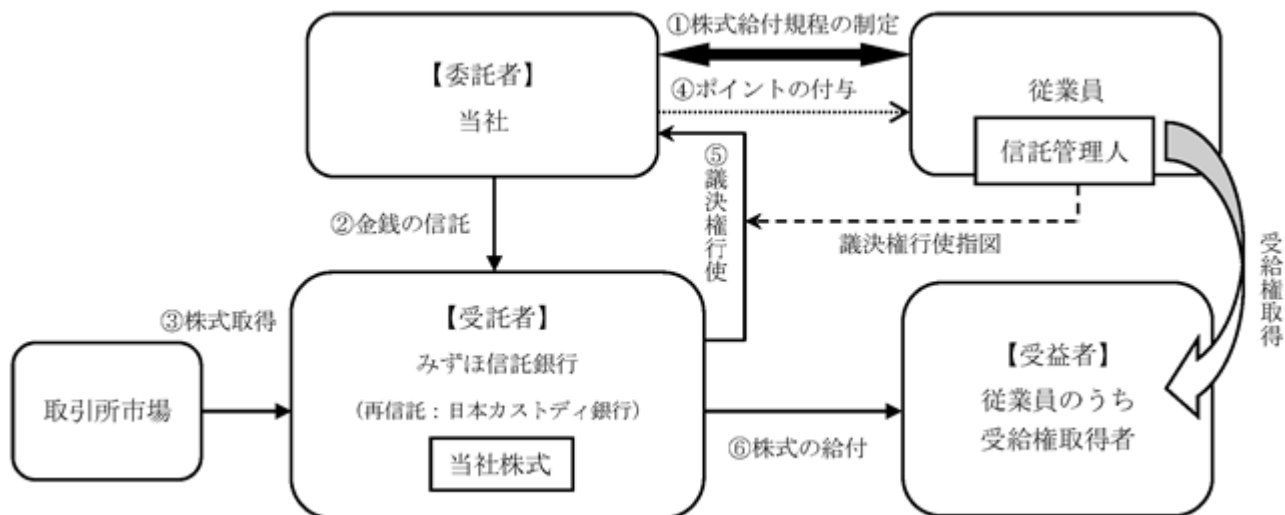 ①株式給付規程の制定
【委託者】
当社
④ポイントの付与
従業員
信託管理人
②金銭の信託
⑤議決権行使
議決権行使指図
受給権取得
③株式取得
取引所市場
【受託者】
みずほ信託銀行
(再信託：日本カストディ銀行)
当社株式
⑥株式の給付
【受益者】
従業員のうち
受給権取得者